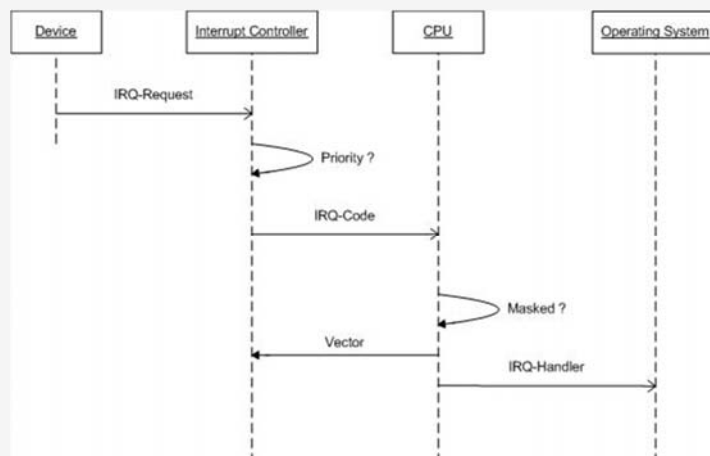 Device
Interrupt Controller
CPU
Operating System
IRQ-Request
Priority ?
IRQ-Code
Masked ?
Vector
IRQ-Handler